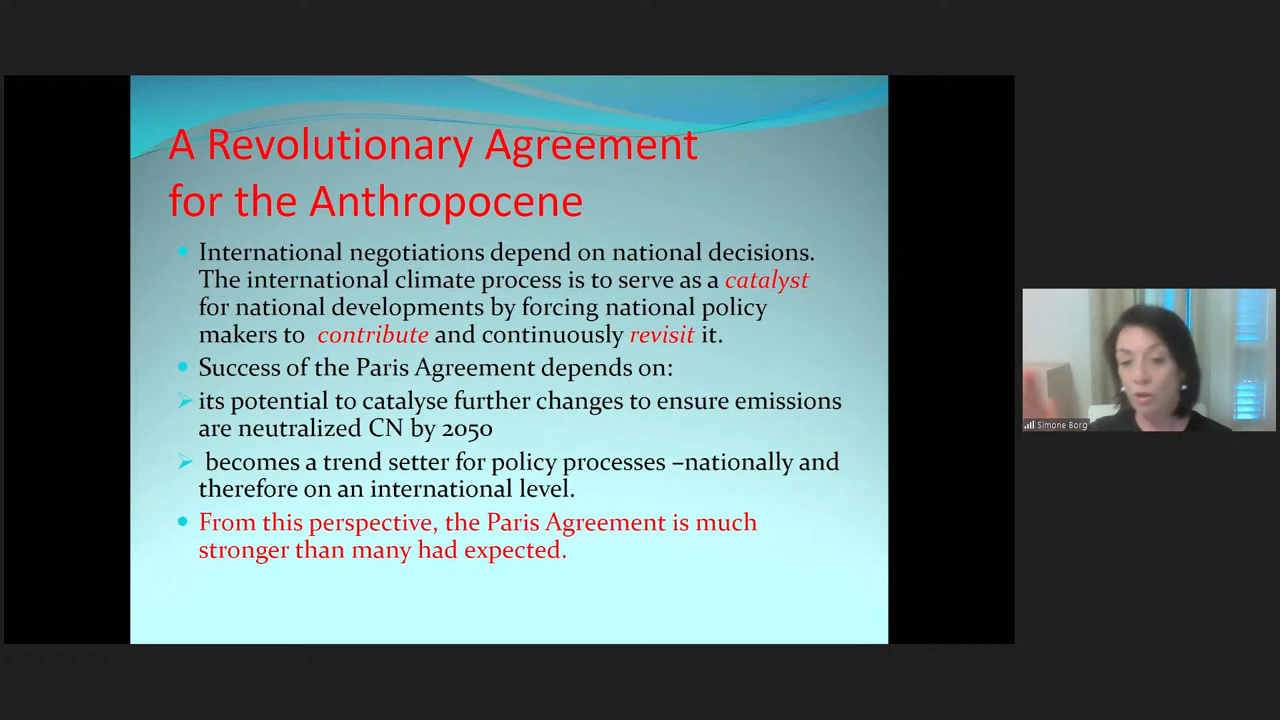 A Revolutionary Agreement
for the Anthropocene
International negotiations depend on national decisions.
The international climate process is to serve as a catalyst
for national developments by forcing national policy
makers to contribute and continuously revisit it.
Success of the Paris Agreement depends on:
its potential to catalyse further changes to ensure emissions
are neutralized CN by 2050
becomes a trend setter for policy processes –nationally and
therefore on an international level.
From this perspective, the Paris Agreement is much
stronger than many had expected.
Simone Borg